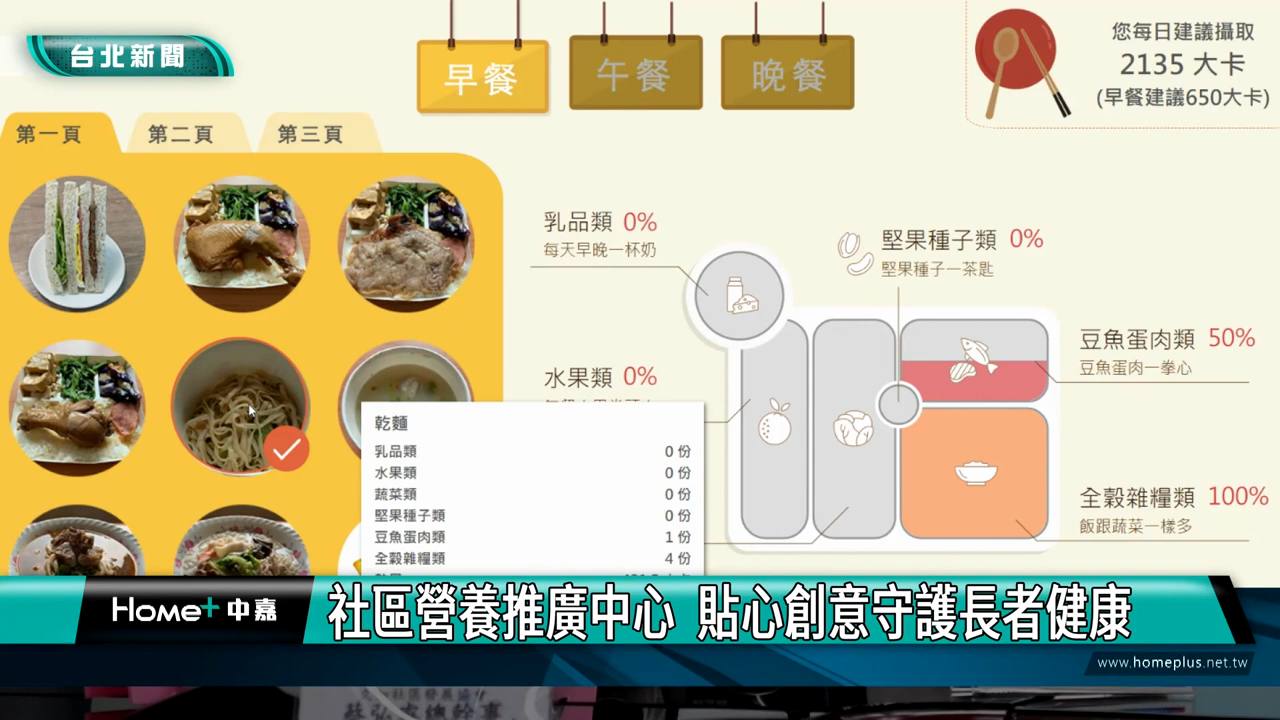 台北新聞
早餐
午餐
晚餐
您每日建議攝取
2135 大卡
(早餐建議650大卡)
第一頁
第二頁
第三頁
乳品類 0%
每天早晚一杯奶
堅果種子類 0%
堅果種子一茶匙
豆魚蛋肉類 50%
豆魚蛋肉一拳心
水果類 0%
乾麵
乳品類 0 份
水果類 0 份
蔬菜類 0 份
堅果種子類 0 份
豆魚蛋肉類 1 份
全穀雜糧類 4 份
全穀雜糧類 100%
飯跟蔬菜一樣多
Home+ 中嘉
社區營養推廣中心 貼心創意守護長者健康
www.homeplus.net.tw